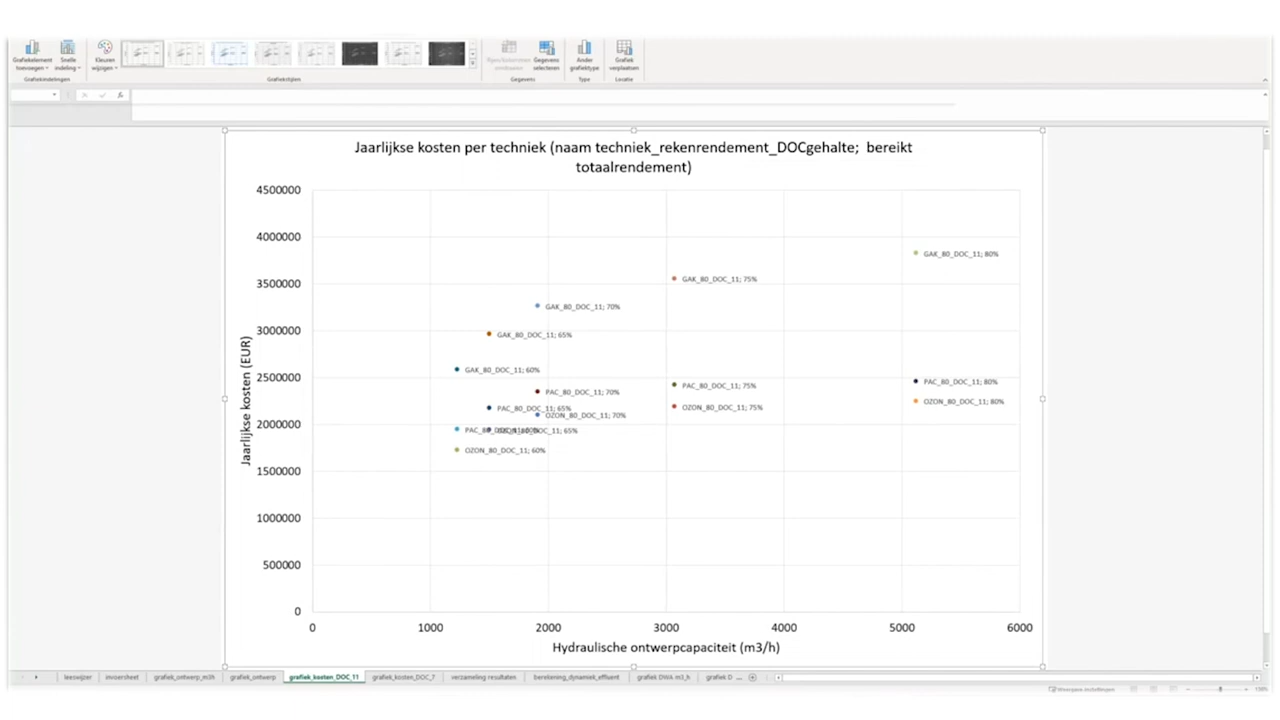 Grafiekelement toevoegen
Snelle indeling
Kleuren wijzigen
Gegevens selecteren
Ander grafiektype
Grafiek verplaatsen
Grafiekindelingen
Grafiekstijlen
Gegevens
Type
Locatie
fx
Jaarlijkse kosten per techniek (naam techniek_rekenrendement_DOCgehalte; bereikt
totaalrendement)
4500000
4000000
3500000
3000000
2500000
2000000
1500000
1000000
500000
0
Jaarlijkse kosten (EUR)
GAK_80_DOC_11; 80%
GAK_80_DOC_11; 75%
GAK_80_DOC_11; 70%
GAK_80_DOC_11; 65%
GAK_80_DOC_11; 60%
PAC_80_DOC_11; 80%
PAC_80_DOC_11; 75%
PAC_80_DOC_11; 70%
OZON_80_DOC_11; 80%
OZON_80_DOC_11; 75%
PAC_80_DOC_11; 65%
OZON_80_DOC_11; 70%
OZON_80_DOC_11; 60%
0 1000 2000 3000 4000 5000 6000
Hydraulische ontwerpcapaciteit (m3/h)
leeswijzer invoersheet grafiek_ontwerp_m3h grafiek_ontwerp grafiek_kosten_DOC_11 grafiek_kosten_DOC_7 verzameling resultaten berekening_dynamiek_effluent grafiek DWA m3_h grafiek D ...